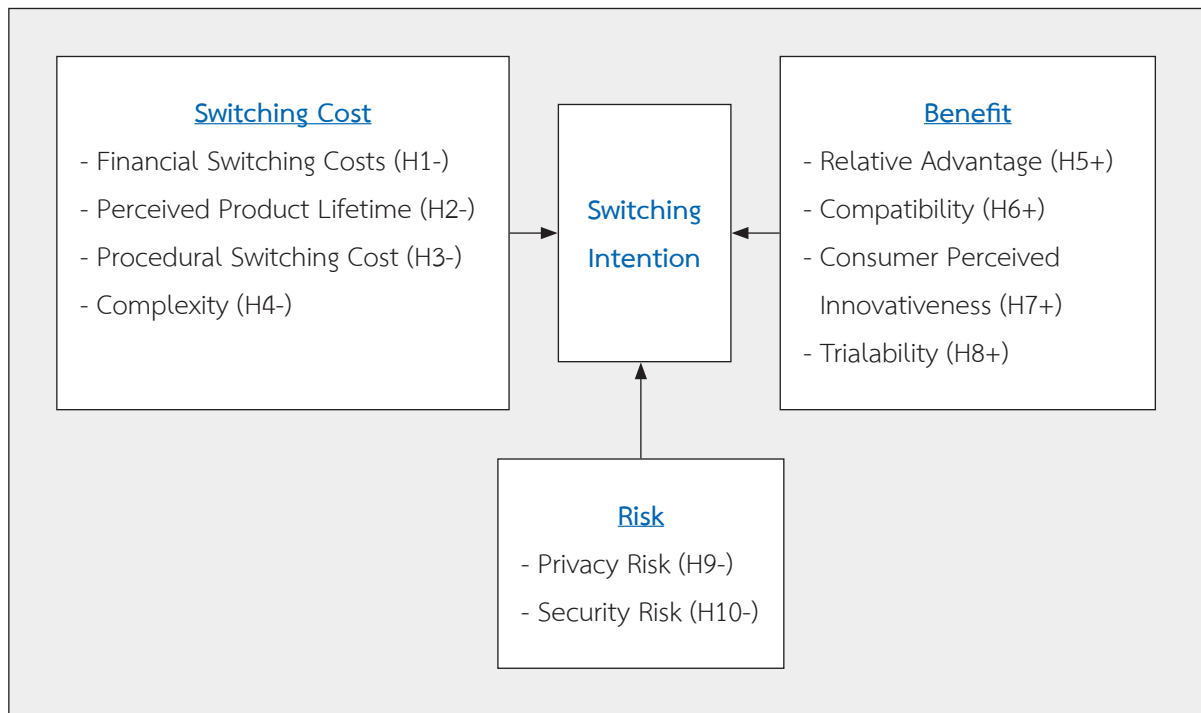 Switching Cost
- Financial Switching Costs (H1-)
- Perceived Product Lifetime (H2-)
- Procedural Switching Cost (H3-)
- Complexity (H4-)
Switching
Intention
Benefit
- Relative Advantage (H5+)
- Compatibility (H6+)
- Consumer Perceived
Innovativeness (H7+)
- Trialability (H8+)
Risk
- Privacy Risk (H9-)
- Security Risk (H10-)